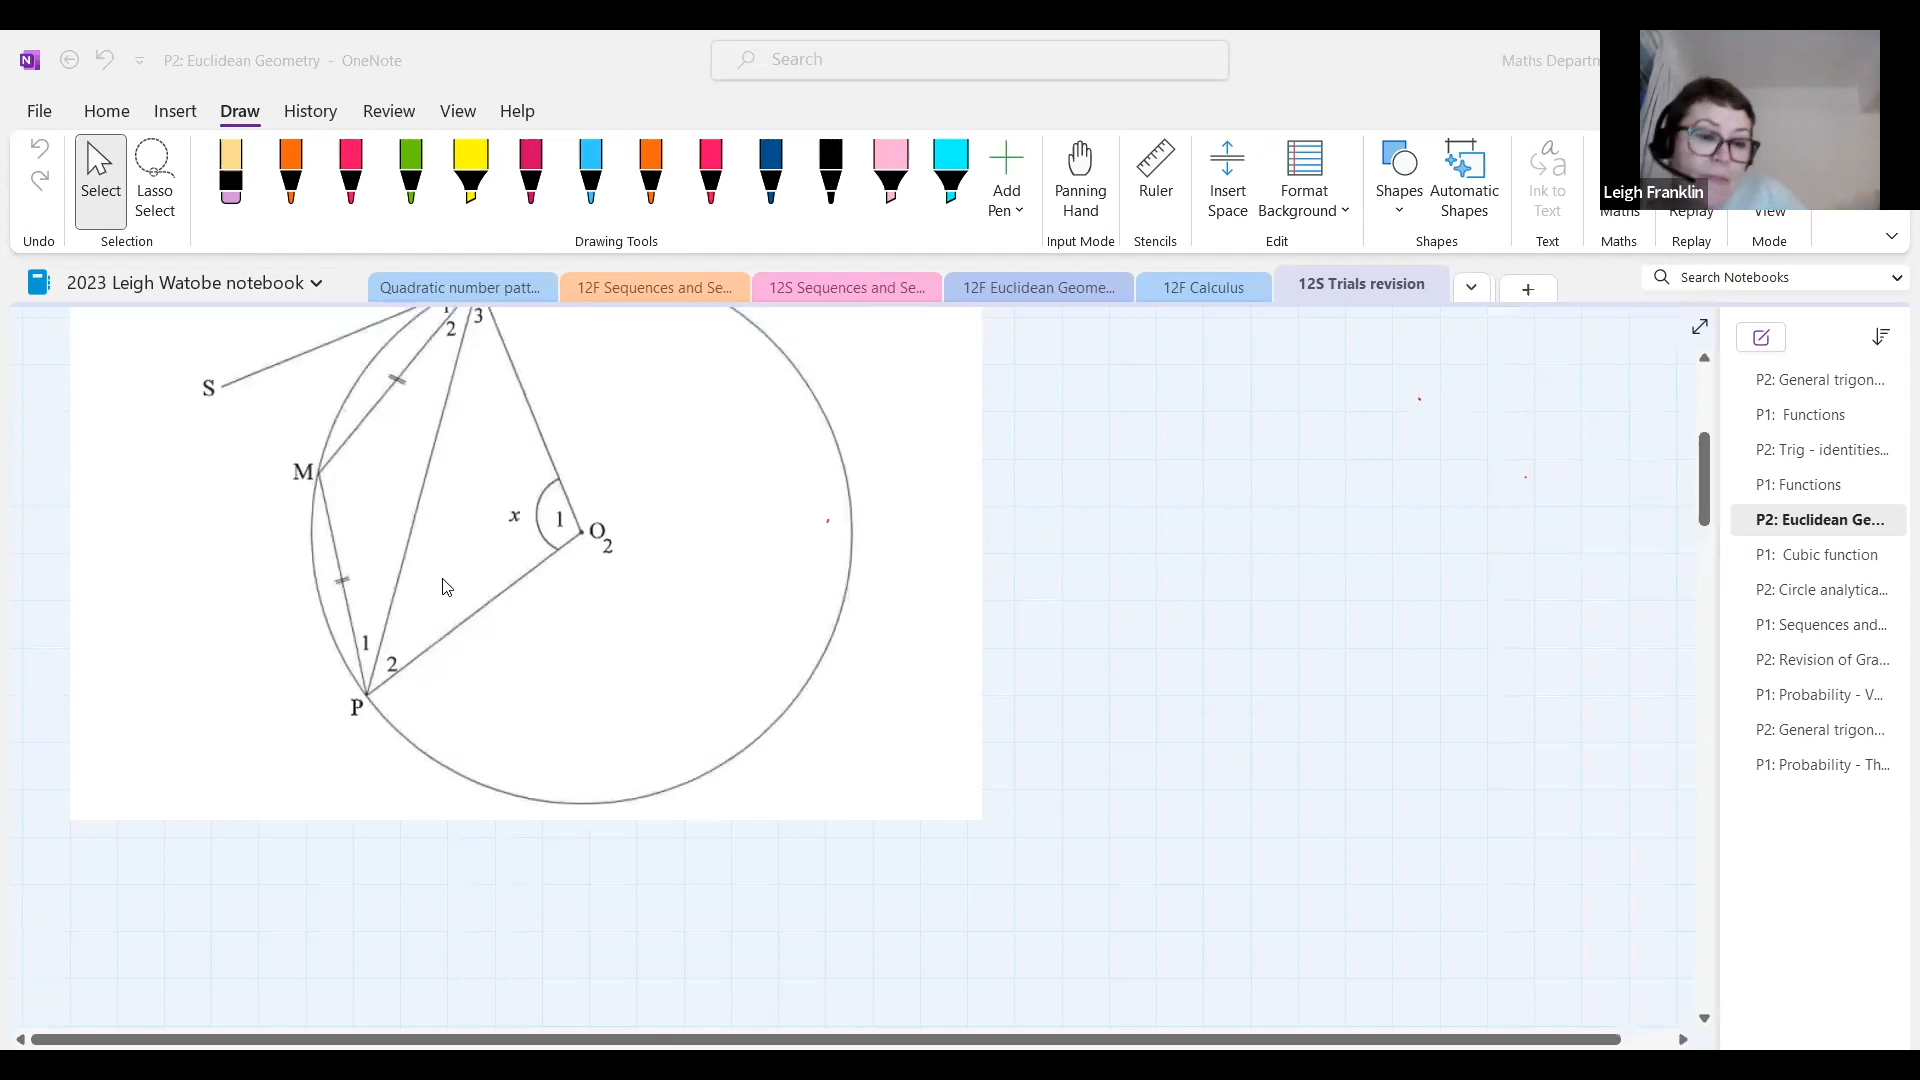 P2: Euclidean Geometry - OneNote
Search
Maths Departm
File
Home
Insert
Draw
History
Review
View
Help
Select
Lasso
Select
Add
Pen
Panning
Hand
Ruler
Insert
Space
Format
Background
Shapes
Automatic
Shapes
Ink to
Text
Maths
Replay
View
Leigh Franklin
Undo
Selection
Drawing Tools
Input Mode
Stencils
Edit
Shapes
Text
Maths
Replay
Mode
2023 Leigh Watobe notebook
Quadratic number patt...
12F Sequences and Se...
12S Sequences and Se...
12F Euclidean Geome...
12F Calculus
12S Trials revision
+
Search Notebooks
1
2
3
S
M
x
1
O
2
1
2
P
P2: General trigon...
P1: Functions
P2: Trig - identities...
P1: Functions
P2: Euclidean Ge...
P1: Cubic function
P2: Circle analytica...
P1: Sequences and...
P2: Revision of Gra...
P1: Probability - V...
P2: General trigon...
P1: Probability - Th...